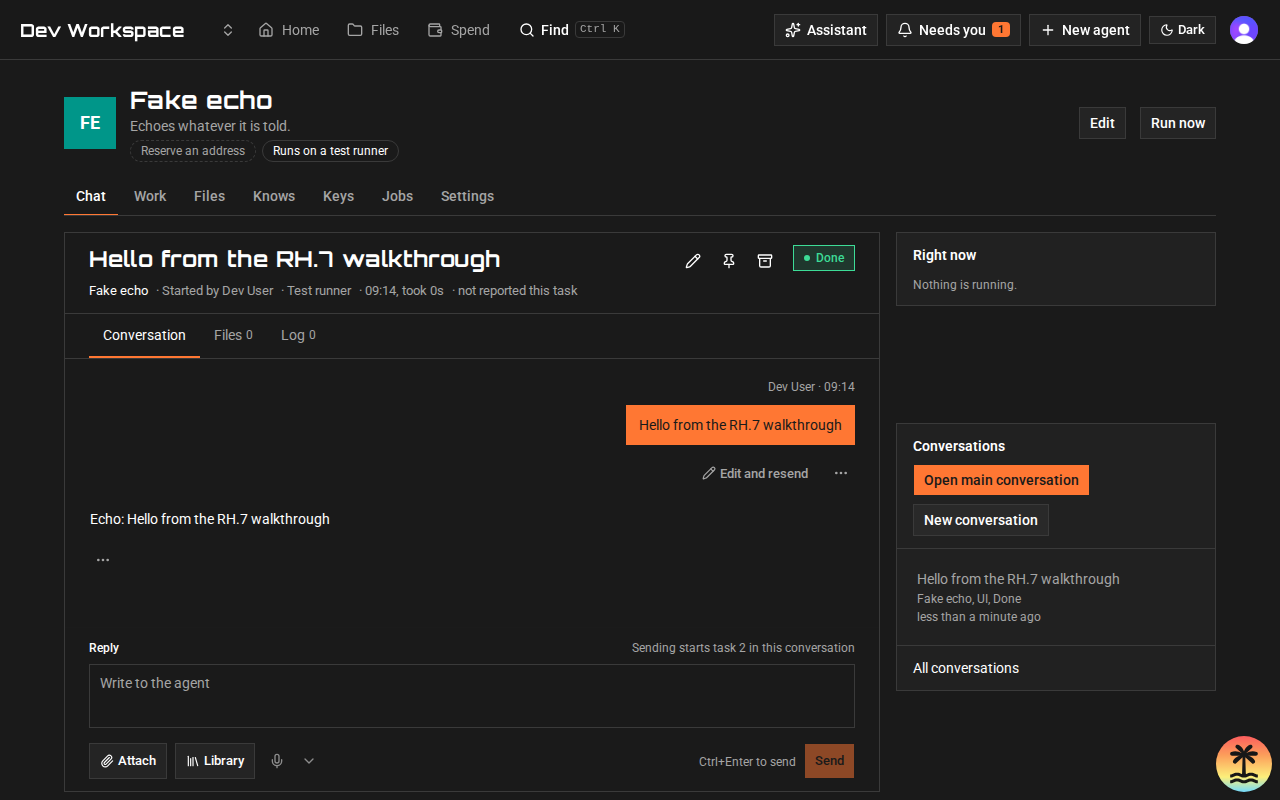 Dev Workspace
Home
Files
Spend
Find
Ctrl K
Assistant
Needs you
1
New agent
Dark
FE
Fake echo
Echoes whatever it is told.
Reserve an address
Runs on a test runner
Edit
Run now
Chat
Work
Files
Knows
Keys
Jobs
Settings
Hello from the RH.7 walkthrough
Done
Fake echo · Started by Dev User · Test runner · 09:14, took 0s · not reported this task
Conversation
Files 0
Log 0
Dev User · 09:14
Hello from the RH.7 walkthrough
Edit and resend
Echo: Hello from the RH.7 walkthrough
Reply
Sending starts task 2 in this conversation
Write to the agent
Attach
Library
Ctrl+Enter to send
Send
Right now
Nothing is running.
Conversations
Open main conversation
New conversation
Hello from the RH.7 walkthrough
Fake echo, UI, Done
less than a minute ago
All conversations